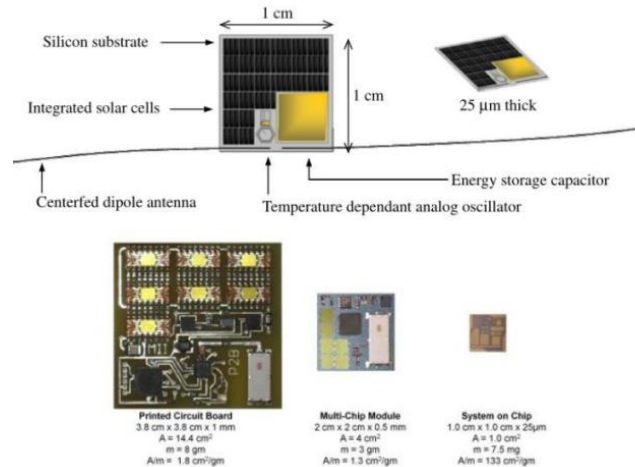 1 cm
Silicon substrate
1 cm
Integrated solar cells
25 µm thick
Energy storage capacitor
Centerfed dipole antenna
Temperature dependant analog oscillator
P2B
Printed Circuit Board
3.8 cm x 3.8 cm x 1 mm
A = 14.4 cm²
m = 8 gm
A/m = 1.8 cm²/gm
Multi-Chip Module
2 cm x 2 cm x 0.5 mm
A = 4 cm²
m = 3 gm
A/m = 1.3 cm²/gm
System on Chip
1.0 cm x 1.0 cm x 25µm
A = 1.0 cm²
m = 7.5 mg
A/m = 133 cm²/gm